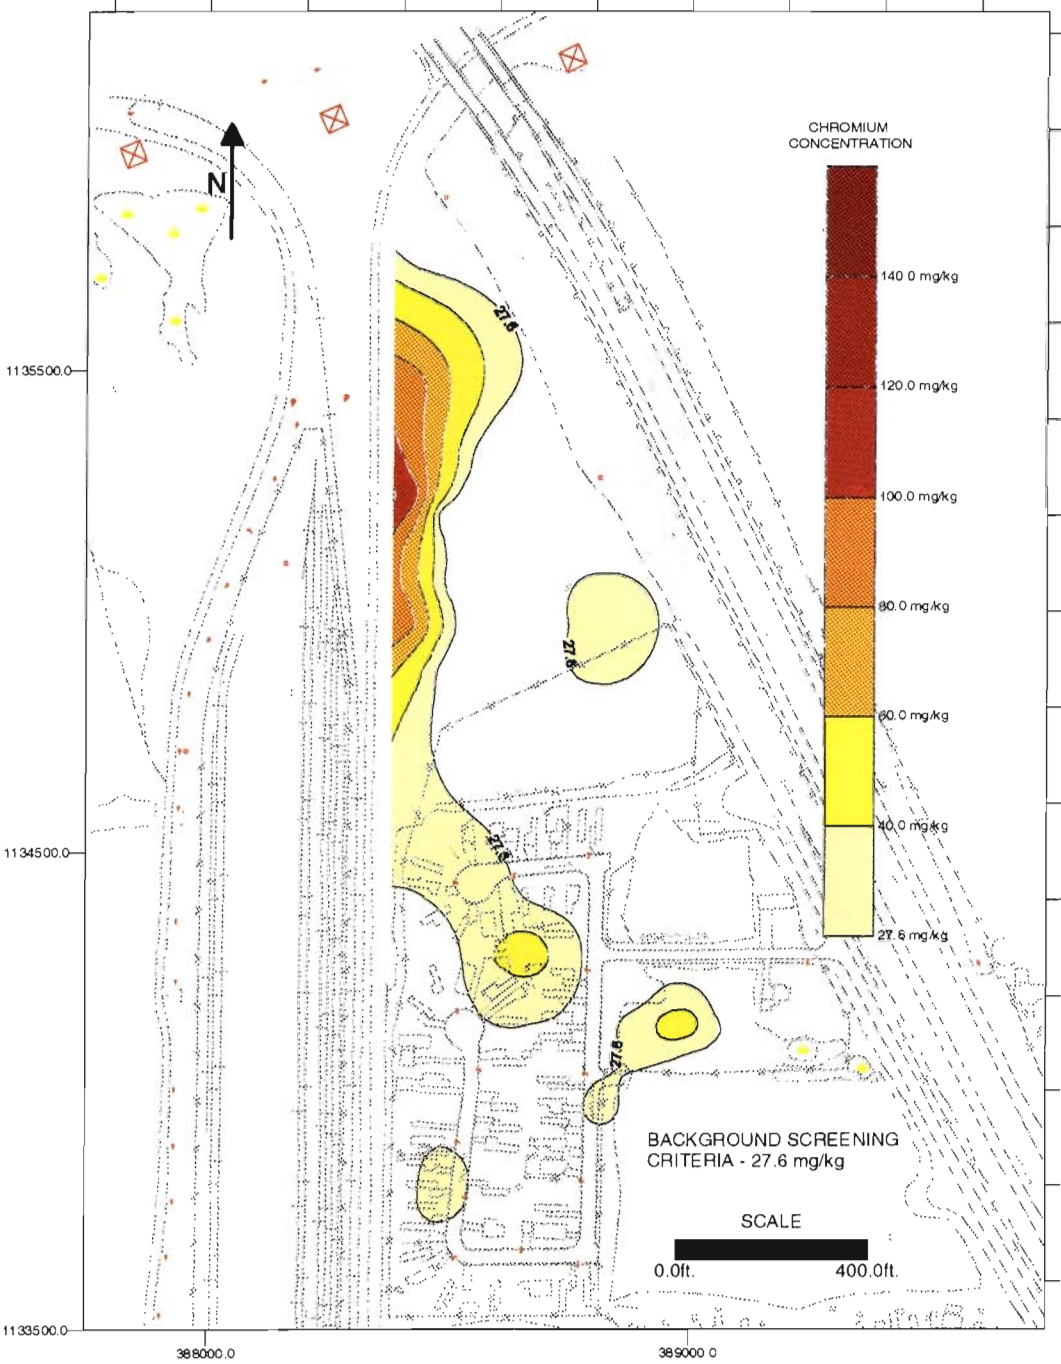 CHROMIUM
CONCENTRATION
N
140 0 mg/kg
120.0 mg/kg
100.0 mg/kg
80.0 mg/kg
60.0 mg/kg
40.0 mg/kg
27.6 mg/kg
27.6
27.6
27.6
27.6
1135500.0
1134500.0
1133500.0
BACKGROUND SCREENING
CRITERIA - 27.6 mg/kg
SCALE
0.0ft.
400.0ft.
388000.0
389000 0